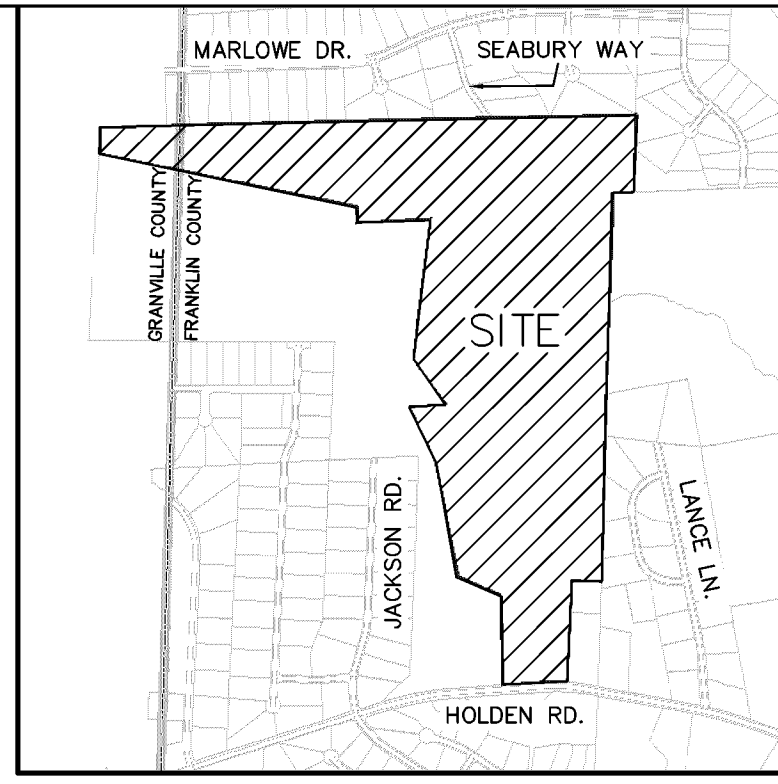 MARLOWE DR.
SEABURY WAY
GRANVILLE COUNTY
FRANKLIN COUNTY
SITE
JACKSON RD.
LANCE LN.
HOLDEN RD.